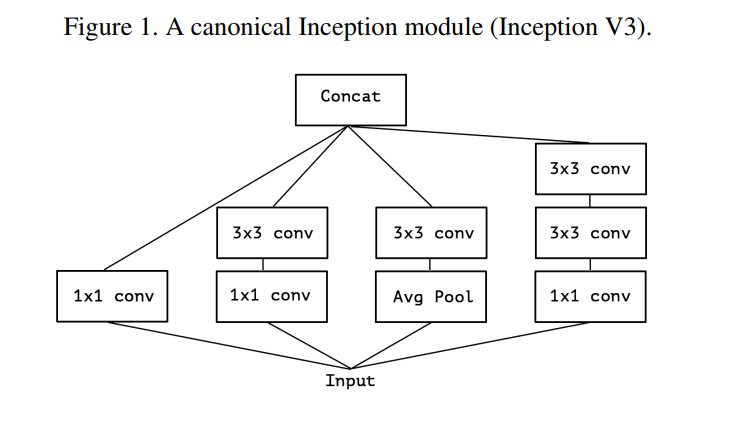 Figure 1. A canonical Inception module (Inception V3).
Concat
3x3 conv
3x3 conv 3x3 conv 3x3 conv
1x1 conv 1x1 conv Avg Pool 1x1 conv
Input